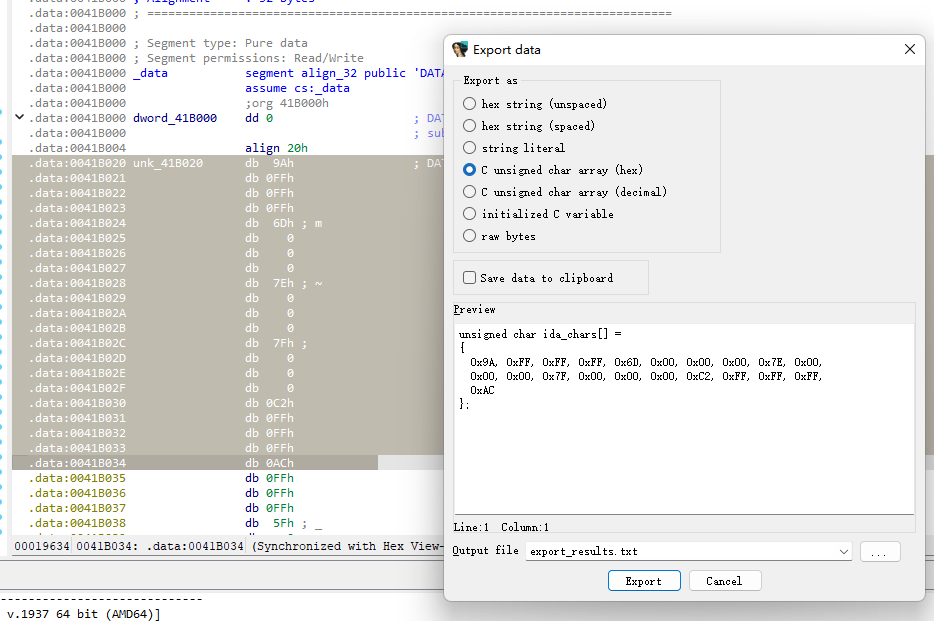 .data:0041B000 ; Alignment : 32 bytes
.data:0041B000 ; ===========================================================================
.data:0041B000
.data:0041B000 ; Segment type: Pure data
.data:0041B000 ; Segment permissions: Read/Write
.data:0041B000 _data segment align_32 public 'DATA
.data:0041B000 assume cs:_data
.data:0041B000 ;org 41B000h
.data:0041B000 dword_41B000 dd 0 ; DAT
.data:0041B000 ; sub
.data:0041B004 align 20h
.data:0041B020 unk_41B020 db 9Ah ; DAT
.data:0041B021 db 0FFh
.data:0041B022 db 0FFh
.data:0041B023 db 0FFh
.data:0041B024 db 6Dh ; m
.data:0041B025 db 0
.data:0041B026 db 0
.data:0041B027 db 0
.data:0041B028 db 7Eh ; ~
.data:0041B029 db 0
.data:0041B02A db 0
.data:0041B02B db 0
.data:0041B02C db 7Fh ;
.data:0041B02D db 0
.data:0041B02E db 0
.data:0041B02F db 0
.data:0041B030 db 0C2h
.data:0041B031 db 0FFh
.data:0041B032 db 0FFh
.data:0041B033 db 0FFh
.data:0041B034 db 0ACh
.data:0041B035 db 0FFh
.data:0041B036 db 0FFh
.data:0041B037 db 0FFh
.data:0041B038 db 5Fh ; _
00019634 0041B034: .data:0041B034 (Synchronized with Hex View-
v.1937 64 bit (AMD64)]
Export data
Export as
hex string (unspaced)
hex string (spaced)
string literal
C unsigned char array (hex)
C unsigned char array (decimal)
initialized C variable
raw bytes
Save data to clipboard
Preview
unsigned char ida_chars[] =
{
0x9A, 0xFF, 0xFF, 0xFF, 0x6D, 0x00, 0x00, 0x00, 0x7E, 0x00,
0x00, 0x00, 0x7F, 0x00, 0x00, 0x00, 0xC2, 0xFF, 0xFF, 0xFF,
0xAC
};
Line:1 Column:1
Output file export_results.txt ...
Export Cancel